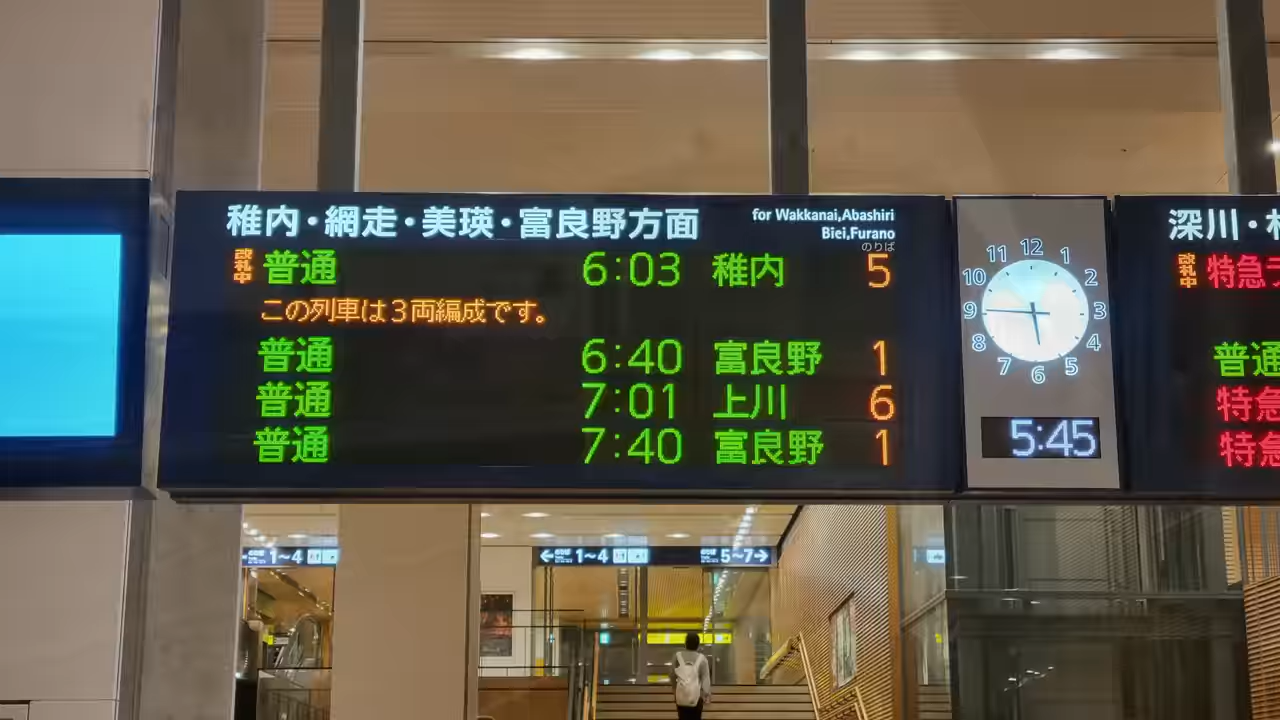 稚内・網走・美瑛・富良野方面
for Wakkanai,Abashiri
Biei,Furano
のりば
改札中 普通 6:03 稚内 5
この列車は3両編成です。
普通 6:40 富良野 1
普通 7:01 上川 6
普通 7:40 富良野 1
12
11 1
10 2
9 3
8 4
7 5
6
5:45
深川・
改札中 特急
普通
特急
特急
1~4
← 1~4
5~7→